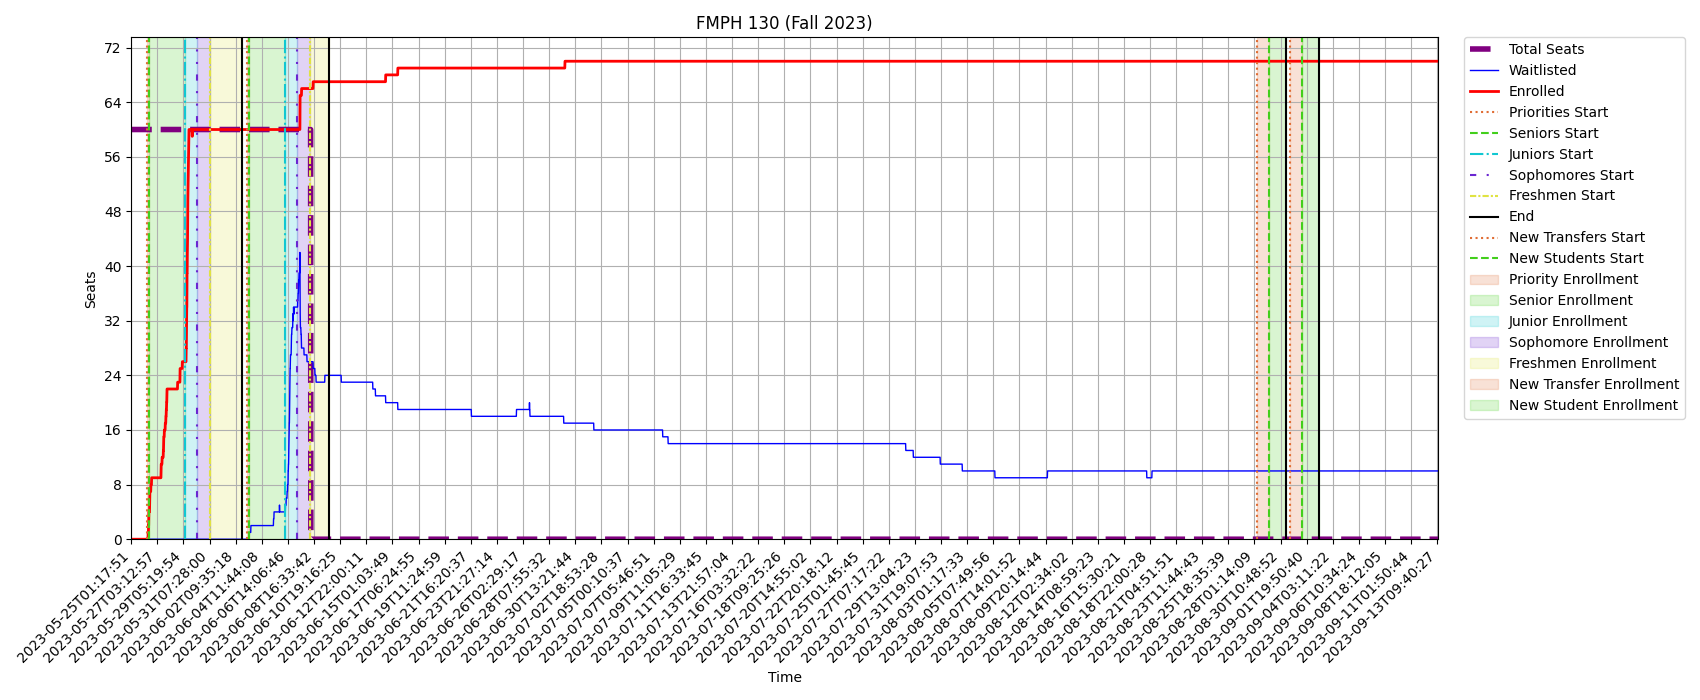 FMPH 130 (Fall 2023)
Seats
72
64
56
48
40
32
24
16
8
0
2023-05-25T01:17:51
2023-05-27T03:12:57
2023-05-29T05:19:54
2023-05-31T07:28:00
2023-06-02T09:35:18
2023-06-04T11:44:08
2023-06-06T14:06:46
2023-06-08T16:33:42
2023-06-10T19:16:25
2023-06-12T22:00:11
2023-06-15T01:03:49
2023-06-17T06:24:55
2023-06-19T11:24:59
2023-06-21T16:20:37
2023-06-23T21:27:14
2023-06-26T02:29:17
2023-06-28T07:55:32
2023-06-30T13:21:44
2023-07-02T18:53:28
2023-07-05T00:10:37
2023-07-07T05:46:51
2023-07-09T11:05:29
2023-07-11T16:33:45
2023-07-13T21:57:04
2023-07-16T03:32:22
2023-07-18T09:25:26
2023-07-20T14:55:02
2023-07-22T20:18:12
2023-07-25T01:45:45
2023-07-27T07:17:22
2023-07-29T13:04:23
2023-07-31T19:07:53
2023-08-03T01:17:33
2023-08-05T07:49:56
2023-08-07T14:01:52
2023-08-09T20:14:44
2023-08-12T02:34:02
2023-08-14T08:59:23
2023-08-16T15:30:21
2023-08-18T22:00:28
2023-08-21T04:51:51
2023-08-23T11:44:43
2023-08-25T18:35:39
2023-08-28T01:14:09
2023-08-30T10:48:52
2023-09-01T19:50:40
2023-09-04T03:11:22
2023-09-06T10:34:24
2023-09-08T18:12:05
2023-09-11T01:50:44
2023-09-13T09:40:27
Time
Total Seats
Waitlisted
Enrolled
Priorities Start
Seniors Start
Juniors Start
Sophomores Start
Freshmen Start
End
New Transfers Start
New Students Start
Priority Enrollment
Senior Enrollment
Junior Enrollment
Sophomore Enrollment
Freshmen Enrollment
New Transfer Enrollment
New Student Enrollment